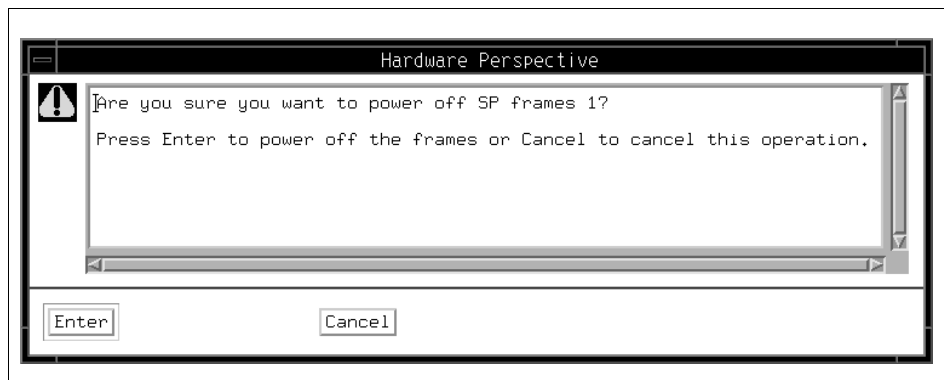 Hardware Perspective
Are you sure you want to power off SP frames 1?
Press Enter to power off the frames or Cancel to cancel this operation.
Enter
Cancel